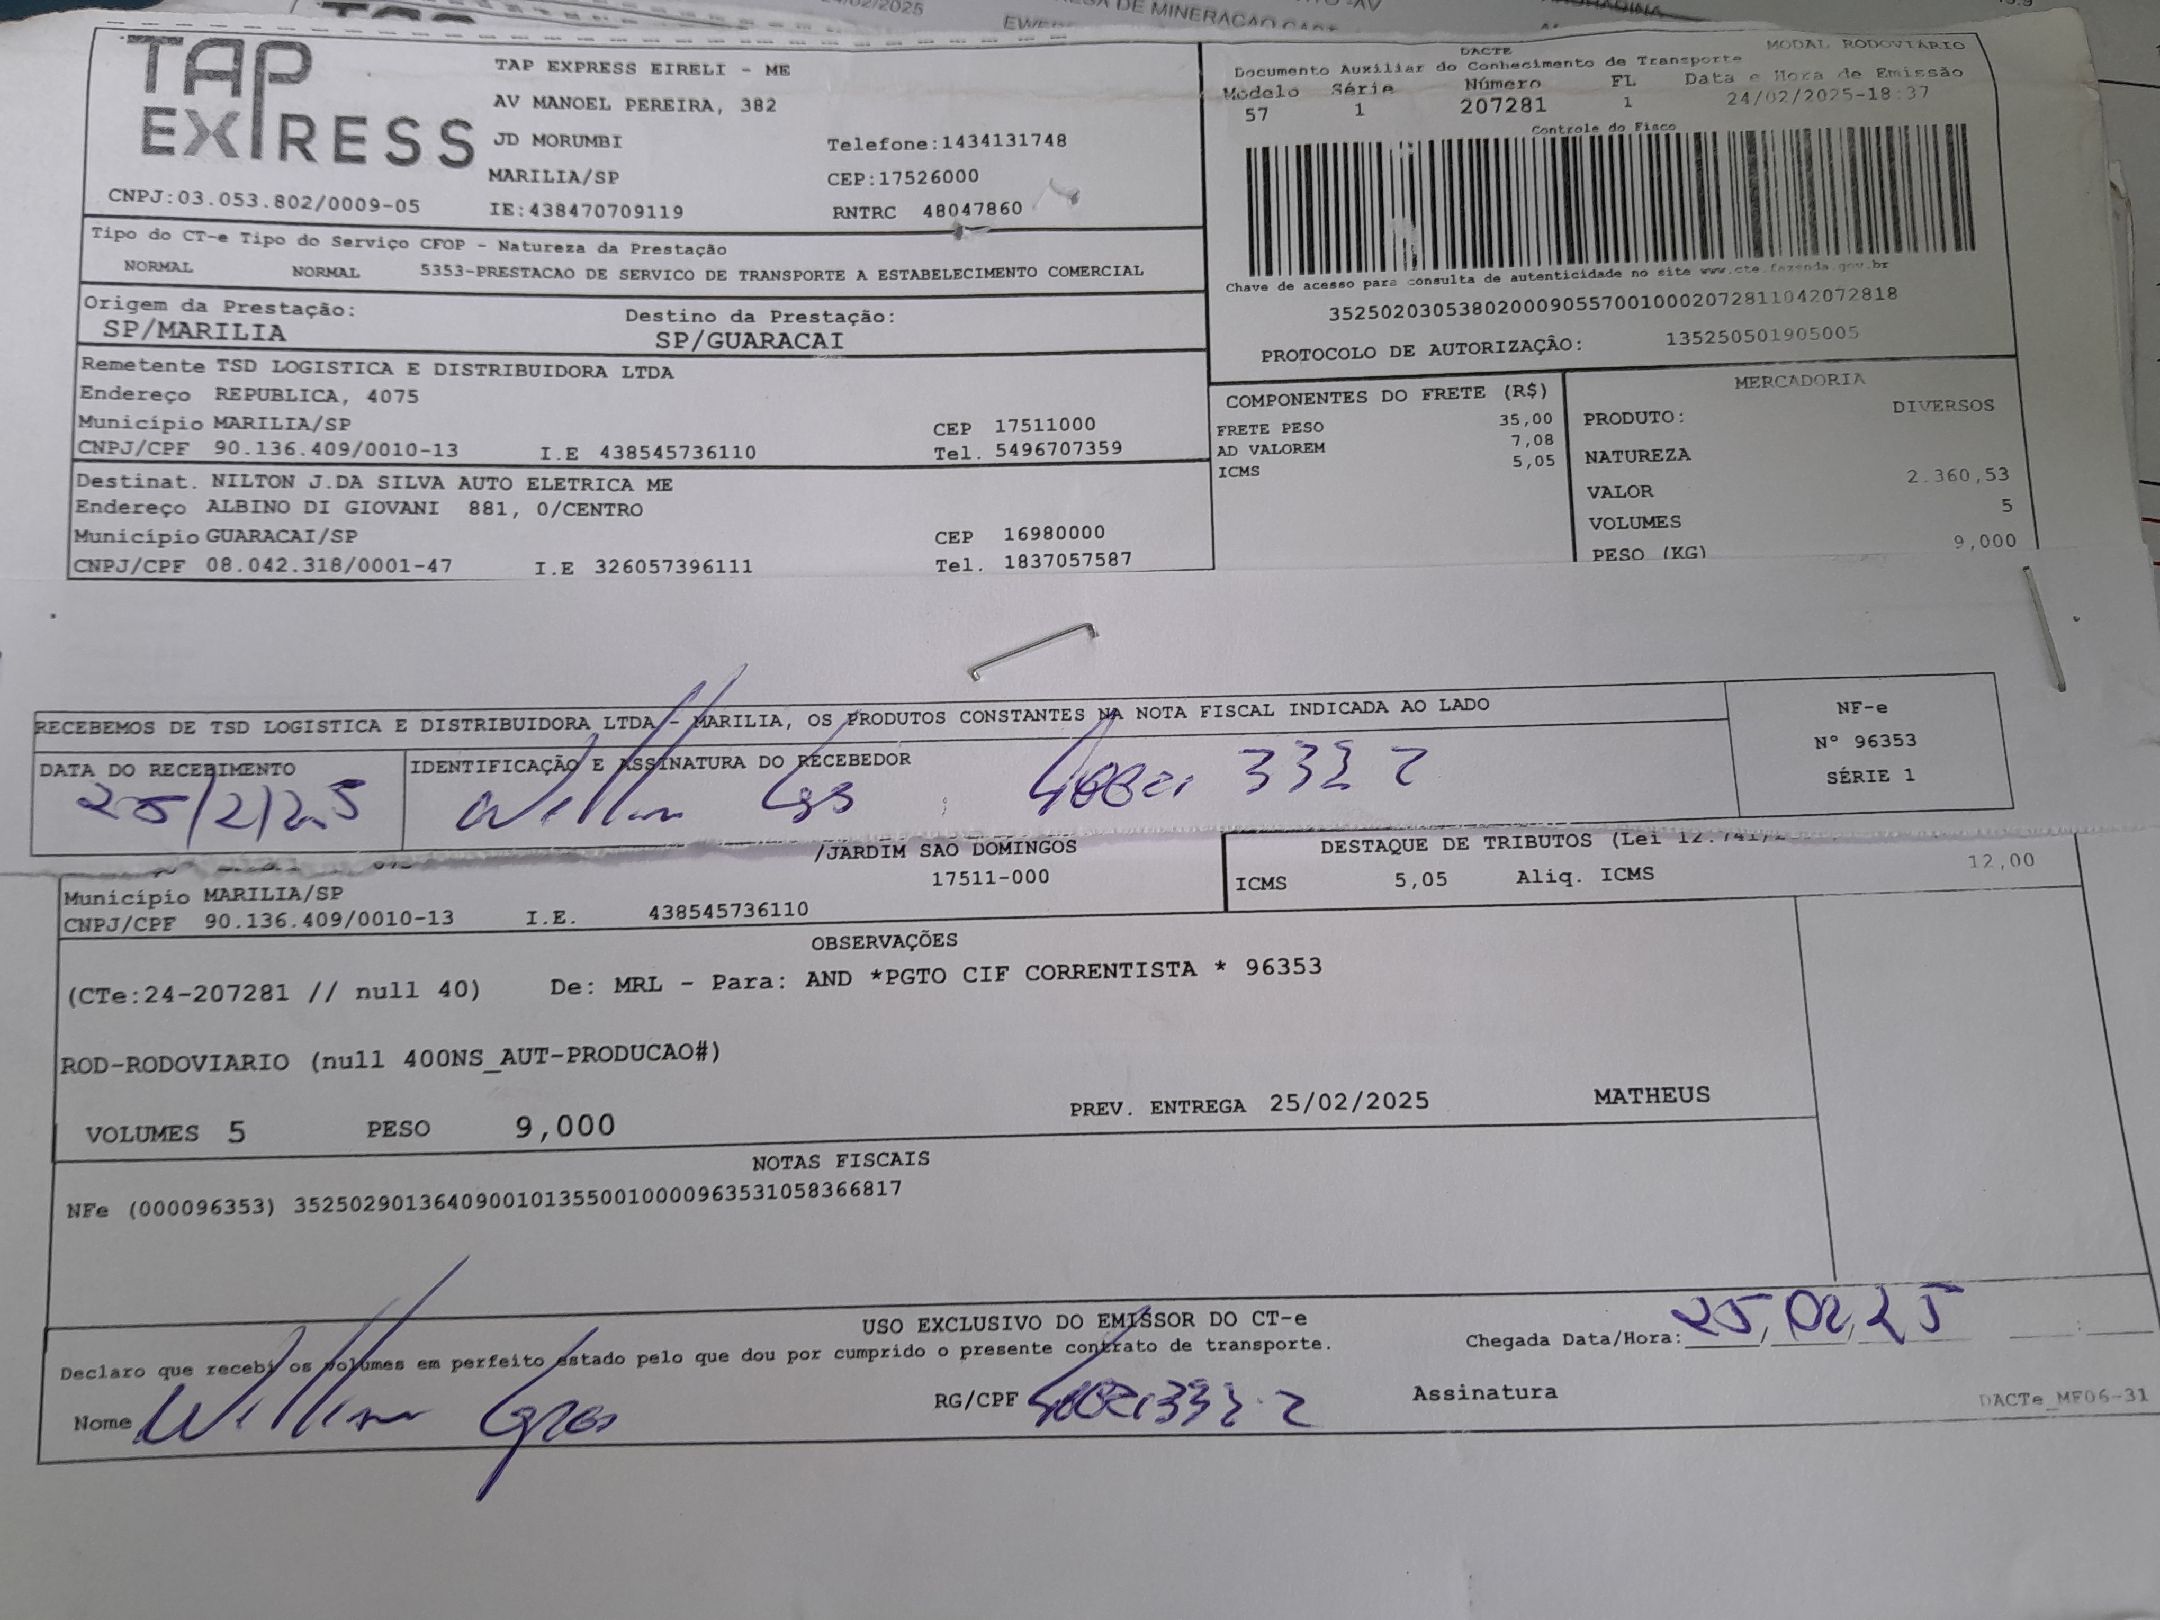 24/02/2025
DE MINERACAO
TAP EXPRESS
TAP EXPRESS EIRELI - ME
AV MANOEL PEREIRA, 382
JD MORUMBI Telefone:1434131748
MARILIA/SP CEP:17526000
CNPJ:03.053.802/0009-05 IE:438470709119 RNTRC 48047860
DACTE MODAL RODOVIÁRIO
Documento Auxiliar do Conhecimento de Transporte
Modelo Série Número FL Data e Hora de Emissão
57 1 207281 1 24/02/2025-18:37
Controle do Fisco
Chave de acesso para consulta de autenticidade no site www.cte.fazenda.gov.br
35250203053802000905570010002072811042072818
PROTOCOLO DE AUTORIZAÇÃO: 135250501905005
Tipo do CT-e Tipo do Serviço CFOP - Natureza da Prestação
NORMAL NORMAL 5353-PRESTACAO DE SERVICO DE TRANSPORTE A ESTABELECIMENTO COMERCIAL
Origem da Prestação: Destino da Prestação:
SP/MARILIA SP/GUARACAI
Remetente TSD LOGISTICA E DISTRIBUIDORA LTDA
Endereço REPUBLICA, 4075
Município MARILIA/SP CEP 17511000
CNPJ/CPF 90.136.409/0010-13 I.E 438545736110 Tel. 5496707359
Destinat. NILTON J.DA SILVA AUTO ELETRICA ME
Endereço ALBINO DI GIOVANI 881, 0/CENTRO
Município GUARACAI/SP CEP 16980000
CNPJ/CPF 08.042.318/0001-47 I.E 326057396111 Tel. 1837057587
COMPONENTES DO FRETE (R$)
FRETE PESO 35,00
AD VALOREM 7,08
ICMS 5,05
MERCADORIA
PRODUTO: DIVERSOS
NATUREZA
VALOR 2.360,53
VOLUMES 5
PESO (KG) 9,000
RECEBEMOS DE TSD LOGISTICA E DISTRIBUIDORA LTDA - MARILIA, OS PRODUTOS CONSTANTES NA NOTA FISCAL INDICADA AO LADO
DATA DO RECEBIMENTO IDENTIFICAÇÃO E ASSINATURA DO RECEBEDOR
25/2/25 332 2
NF-e
Nº 96353
SÉRIE 1
/JARDIM SAO DOMINGOS
17511-000
Município MARILIA/SP
CNPJ/CPF 90.136.409/0010-13 I.E. 438545736110
DESTAQUE DE TRIBUTOS (Lei
ICMS 5,05 Aliq. ICMS 12,00
OBSERVAÇÕES
(CTe:24-207281 // null 40) De: MRL - Para: AND *PGTO CIF CORRENTISTA * 96353
ROD-RODOVIARIO (null 400NS_AUT-PRODUCAO#)
VOLUMES 5 PESO 9,000 PREV. ENTREGA 25/02/2025 MATHEUS
NOTAS FISCAIS
NFe (000096353) 35250290136409001013550010000963531058366817
USO EXCLUSIVO DO EMISSOR DO CT-e
Declaro que recebi os volumes em perfeito estado pelo que dou por cumprido o presente contrato de transporte.
Chegada Data/Hora: 25/02/25 :
Nome RG/CPF Assinatura
DACTe_MF06-31